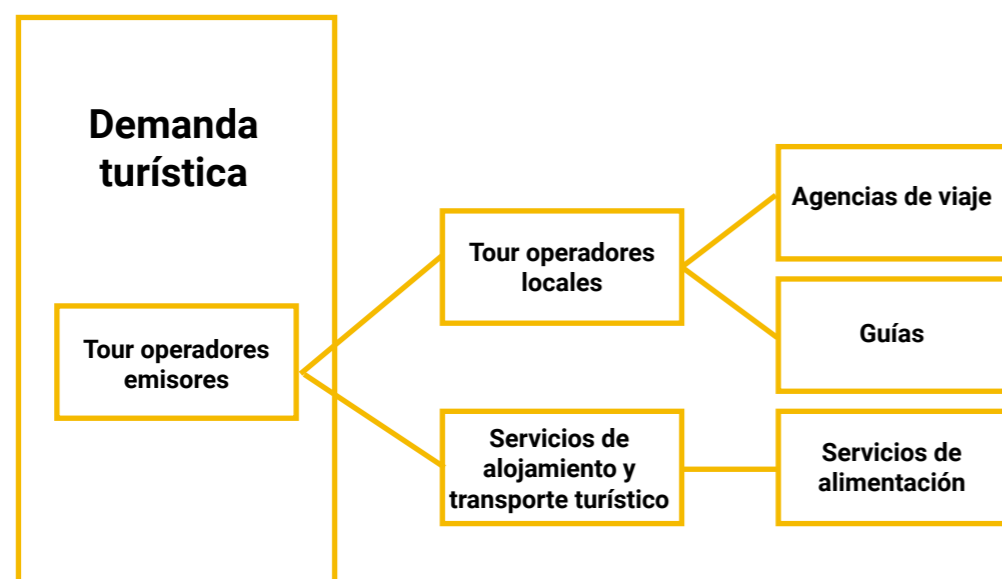 Demanda
turística
Tour operadores
emisores
Tour operadores
locales
Servicios de
alojamiento y
transporte turístico
Agencias de viaje
Guías
Servicios de
alimentación